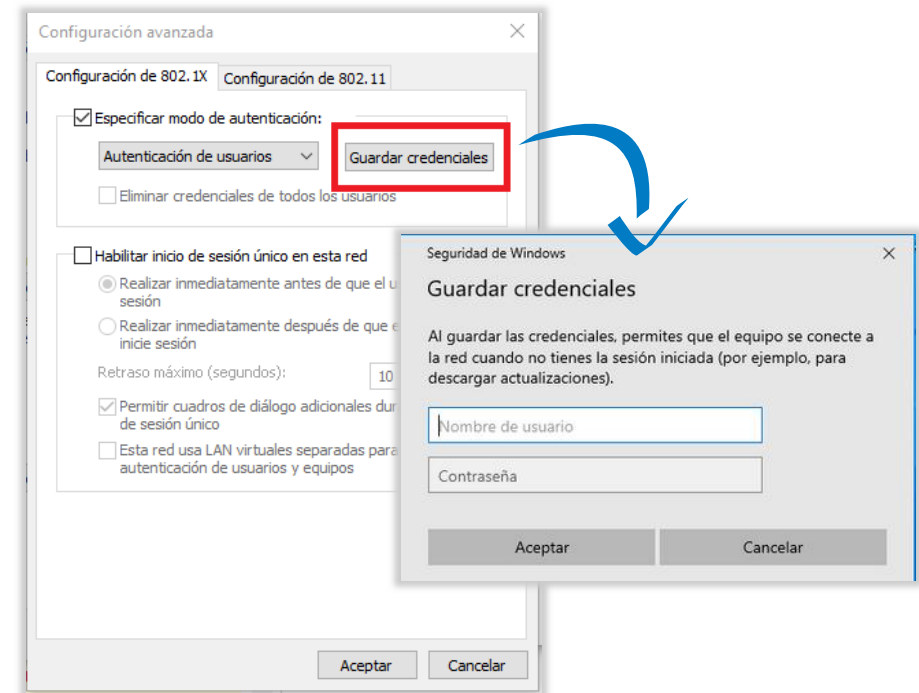 Configuración avanzada
Configuración de 802.1X
Configuración de 802.11
Especificar modo de autenticación:
Autenticación de usuarios
Guardar credenciales
Eliminar credenciales de todos los usuarios
Habilitar inicio de sesión único en esta red
Realizar inmediatamente antes de que el u
sesión
Realizar inmediatamente después de que e
inicie sesión
Retraso máximo (segundos):
10
Permitir cuadros de diálogo adicionales dur
de sesión único
Esta red usa LAN virtuales separadas para
autenticación de usuarios y equipos
Aceptar
Cancelar
Seguridad de Windows
Guardar credenciales
Al guardar las credenciales, permites que el equipo se conecte a
la red cuando no tienes la sesión iniciada (por ejemplo, para
descargar actualizaciones).
Nombre de usuario
Contraseña
Aceptar
Cancelar